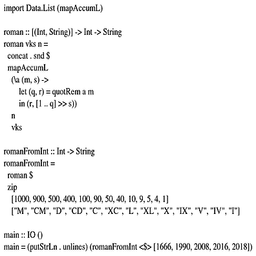 import Data.List (mapAccumL)
roman :: [(Int, String)] -> Int -> String
roman vks n =
concat . snd $
mapAccumL
(\a (m, s) ->
let (q, r) = quotRem a m
in (r, [1 .. q] >> s))
n
vks
romanFromInt :: Int -> String
romanFromInt =
roman $
zip
[1000, 900, 500, 400, 100, 90, 50, 40, 10, 9, 5, 4, 1]
["M", "CM", "D", "CD", "C", "XC", "L", "XL", "X", "IX", "V", "IV", "I"]
main :: IO ()
main = (putStrLn . unlines) (romanFromInt <$> [1666, 1990, 2008, 2016, 2018])